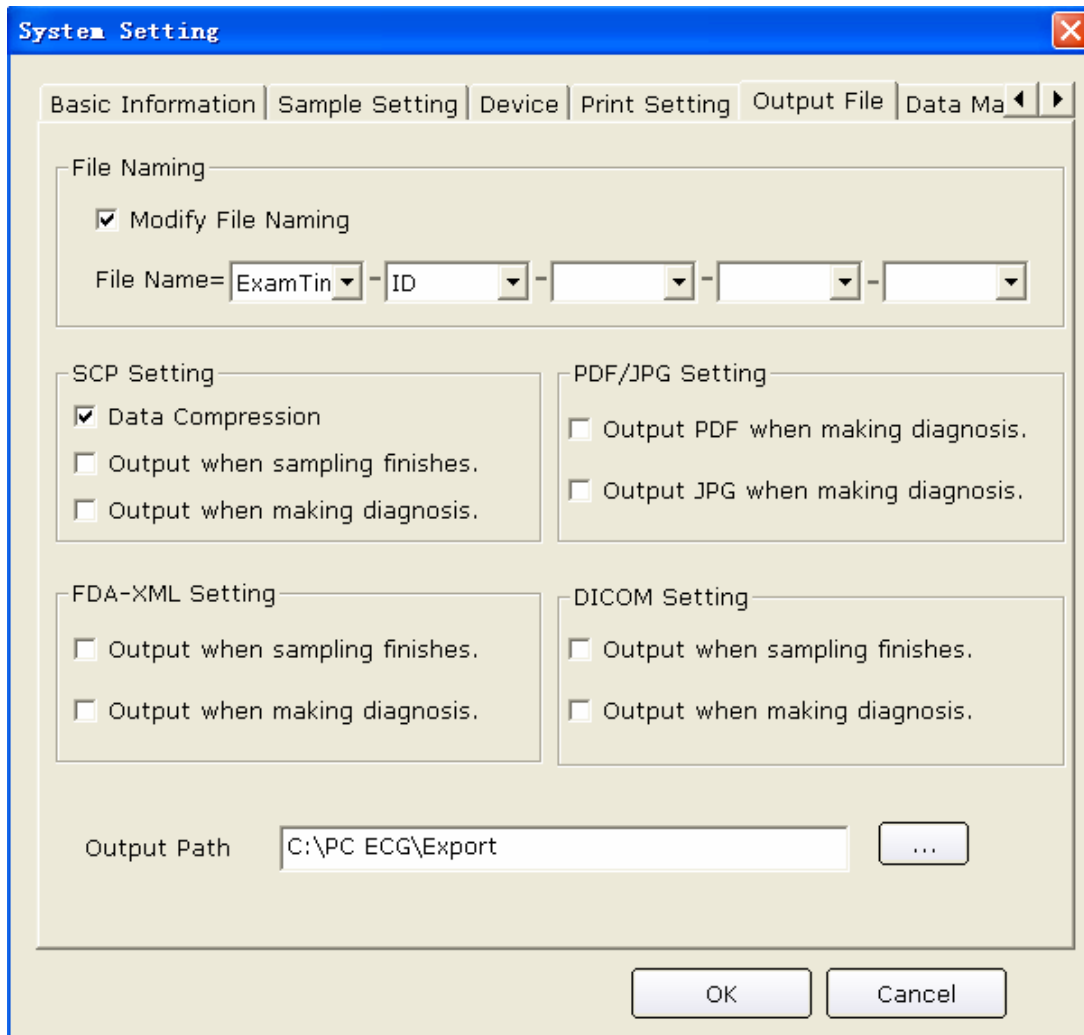 System Setting
Basic Information Sample Setting Device Print Setting Output File Data Ma
File Naming
Modify File Naming
File Name= ExamTim - ID - - -
SCP Setting
Data Compression
Output when sampling finishes.
Output when making diagnosis.
PDF/JPG Setting
Output PDF when making diagnosis.
Output JPG when making diagnosis.
FDA-XML Setting
Output when sampling finishes.
Output when making diagnosis.
DICOM Setting
Output when sampling finishes.
Output when making diagnosis.
Output Path C:\PC ECG\Export ...
OK Cancel